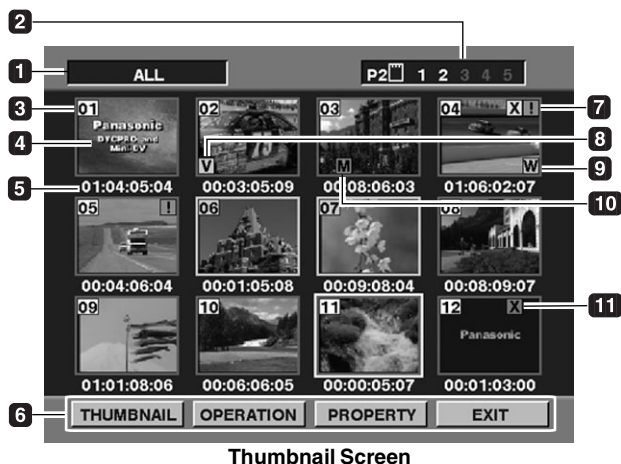 2
1 ALL P2 1 2 3 4 5
3 01 02 03 04 X ! 7
4 Panasonic
DVCPRO and
Mini-DV
79
V 8
M W 9
5 01:04:05:04 00:03:05:09 00:08:06:03 01:06:02:07
10
05 ! 06 07 08
00:04:06:04 00:01:05:08 00:09:08:04 00:08:09:07
09 10 11 12 X 11
Panasonic
01:01:08:06 00:06:06:05 00:00:05:07 00:01:03:00
6 THUMBNAIL OPERATION PROPERTY EXIT
Thumbnail Screen